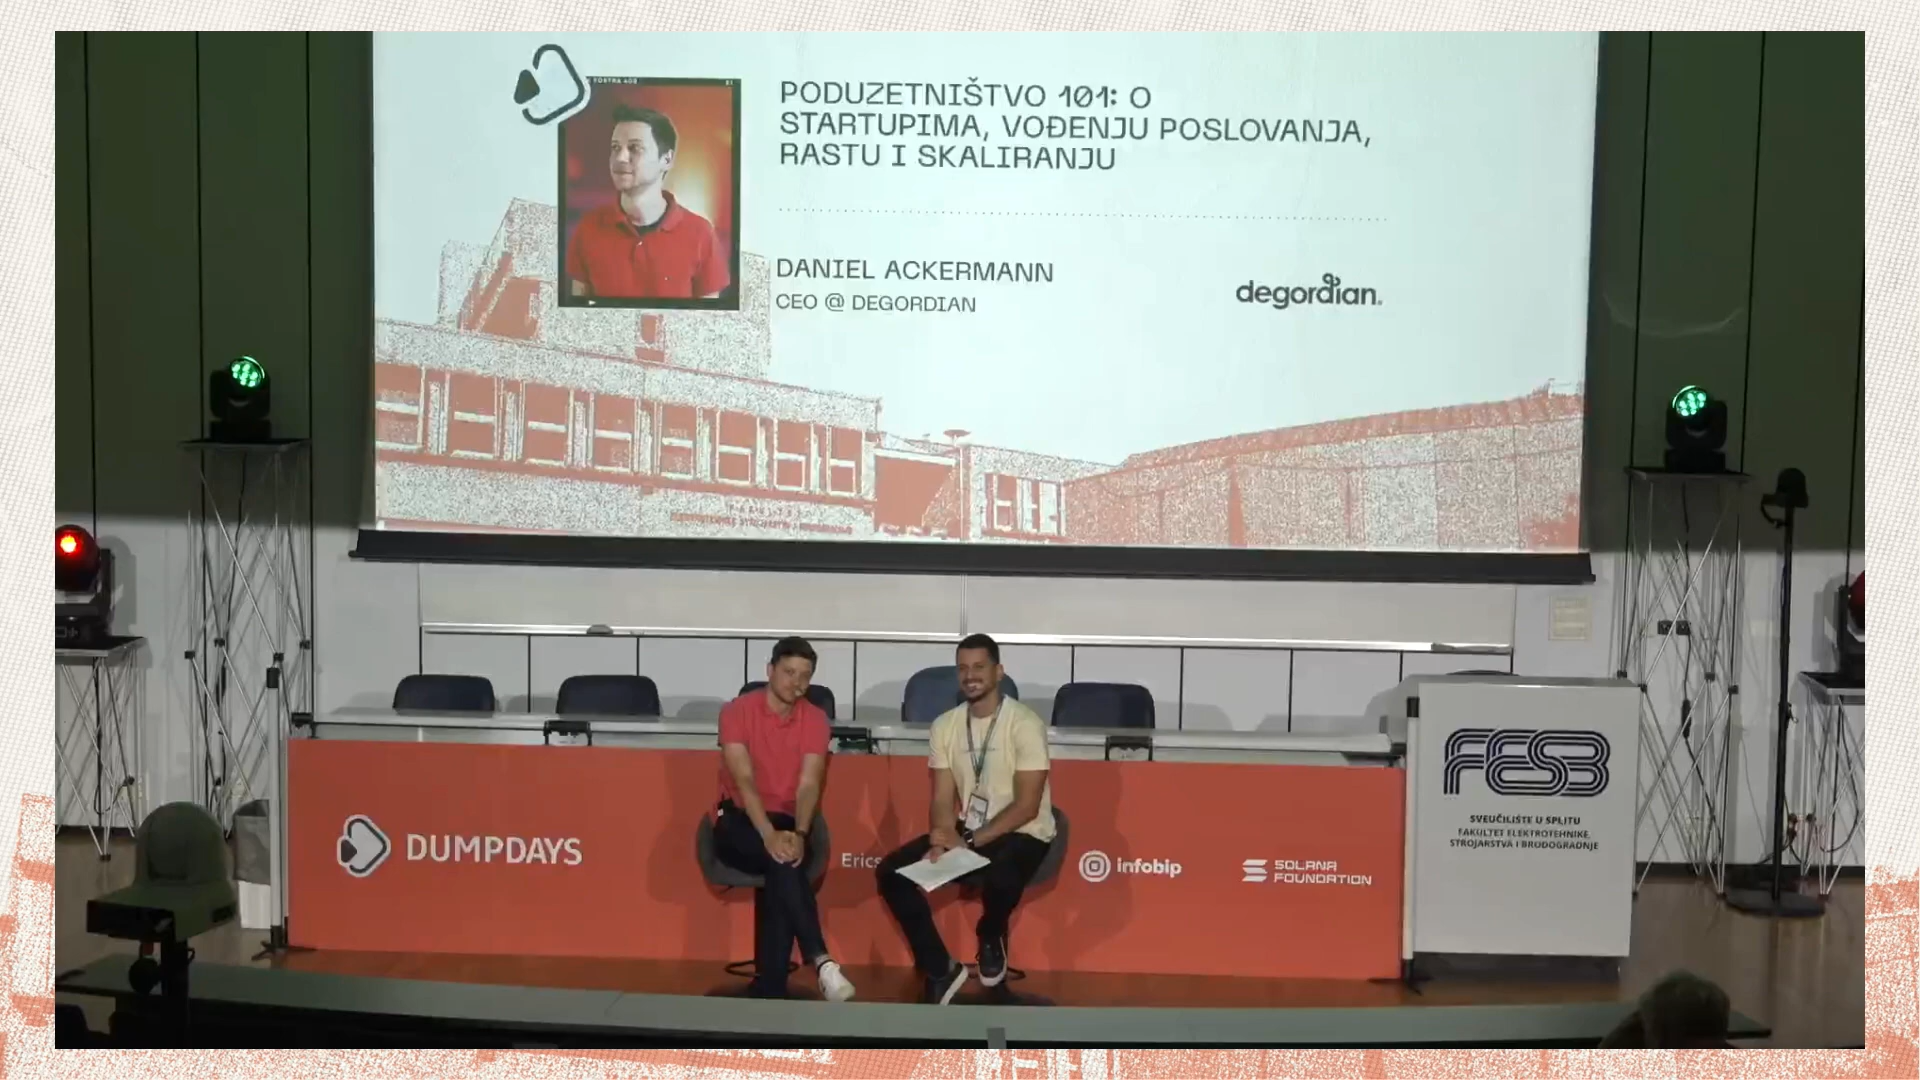 PODUZETNIŠTVO 101: O
STARTUPIMA, VOĐENJU POSLOVANJA,
RASTU I SKALIRANJU
DANIEL ACKERMANN
CEO @ DEGORDIAN
degordian.
DUMPDAYS
Erics
infobip
SOLANA
FOUNDATION
FESB
SVEUČILIŠTE U SPLITU
FAKULTET ELEKTROTEHNIKE,
STROJARSTVA I BRODOGRADNJE